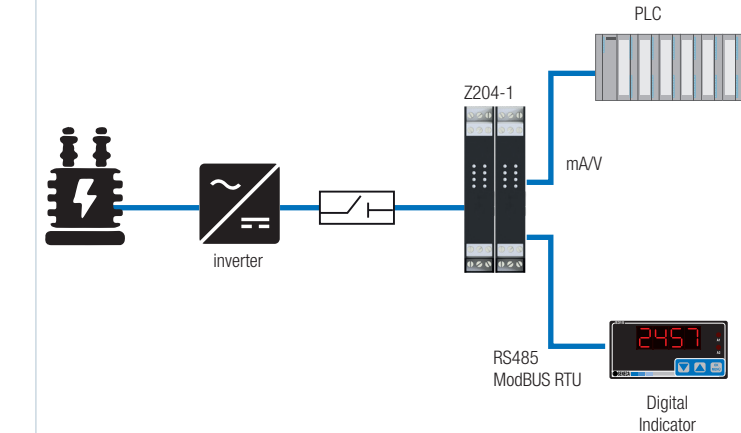 PLC
Z204-1
mA/V
inverter
2457
RS485
ModBUS RTU
Digital
Indicator